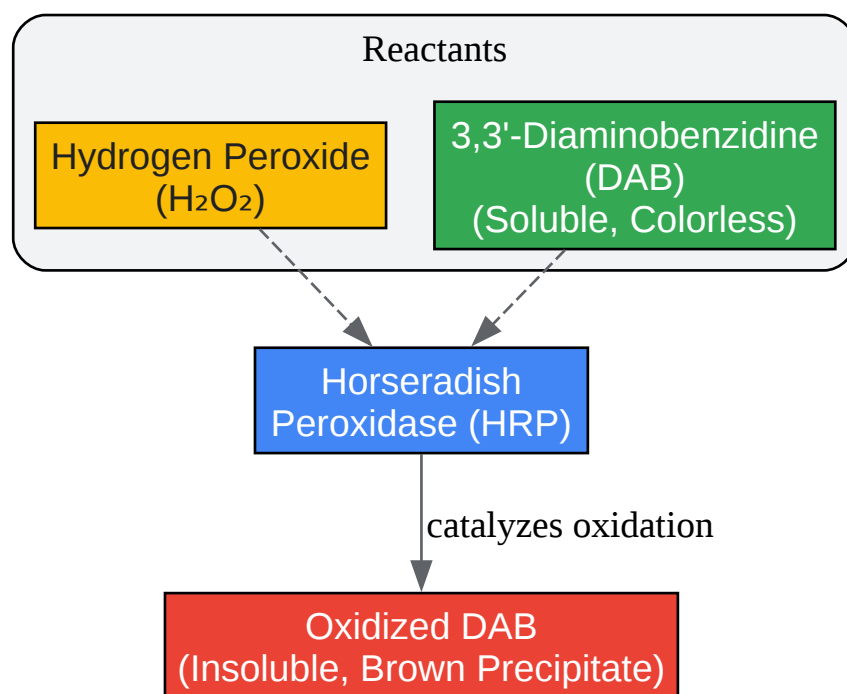 Reactants
Hydrogen Peroxide
(H₂O₂)
3,3'-Diaminobenzidine
(DAB)
(Soluble, Colorless)
Horseradish
Peroxidase (HRP)
catalyzes oxidation
Oxidized DAB
(Insoluble, Brown Precipitate)